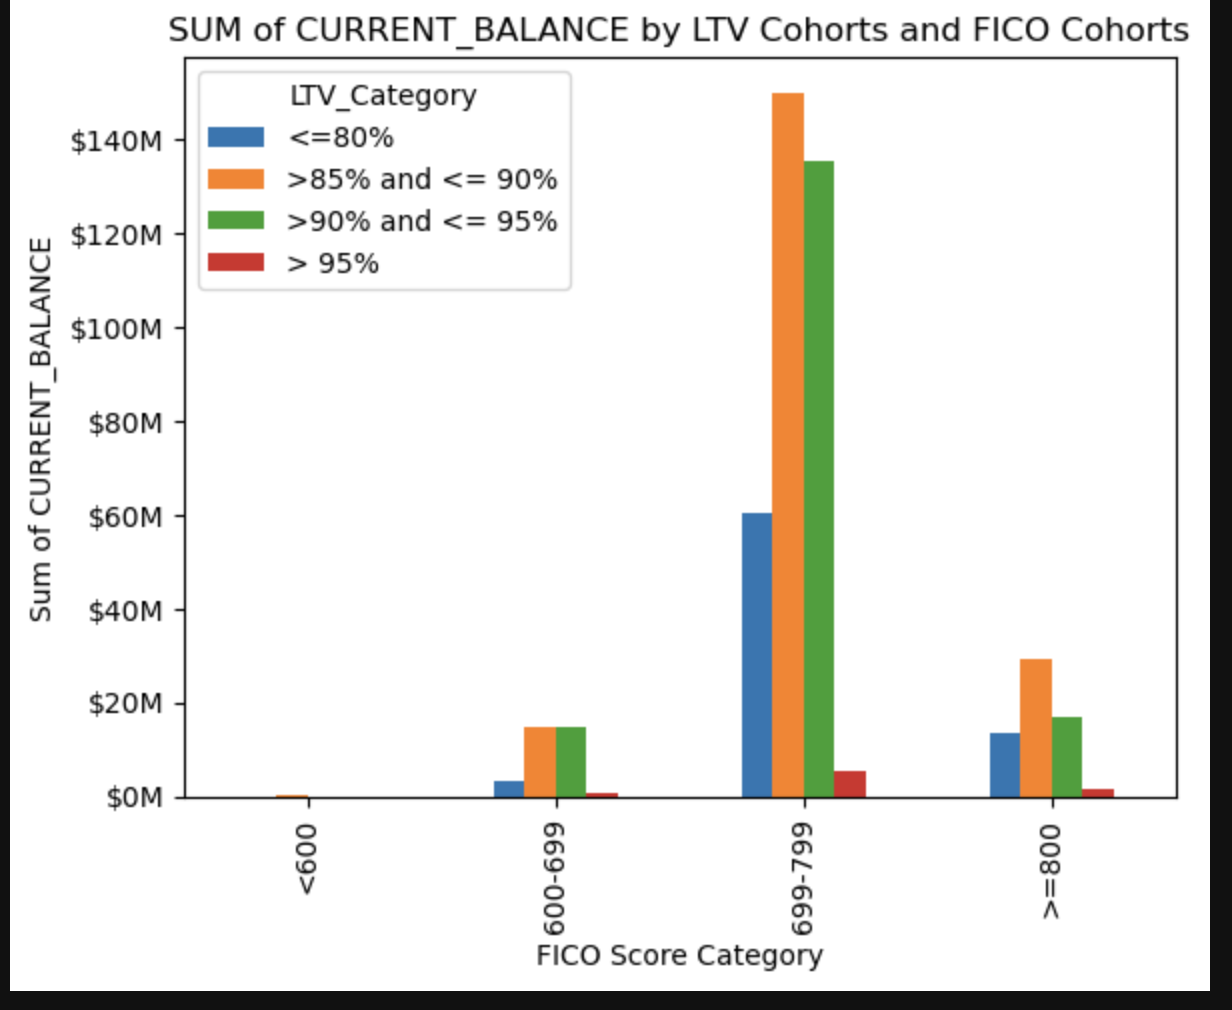 SUM of CURRENT_BALANCE by LTV Cohorts and FICO Cohorts
LTV_Category
<=80%
>85% and <= 90%
>90% and <= 95%
> 95%
Sum of CURRENT_BALANCE
$140M
$120M
$100M
$80M
$60M
$40M
$20M
$0M
<600
600-699
699-799
>=800
FICO Score Category